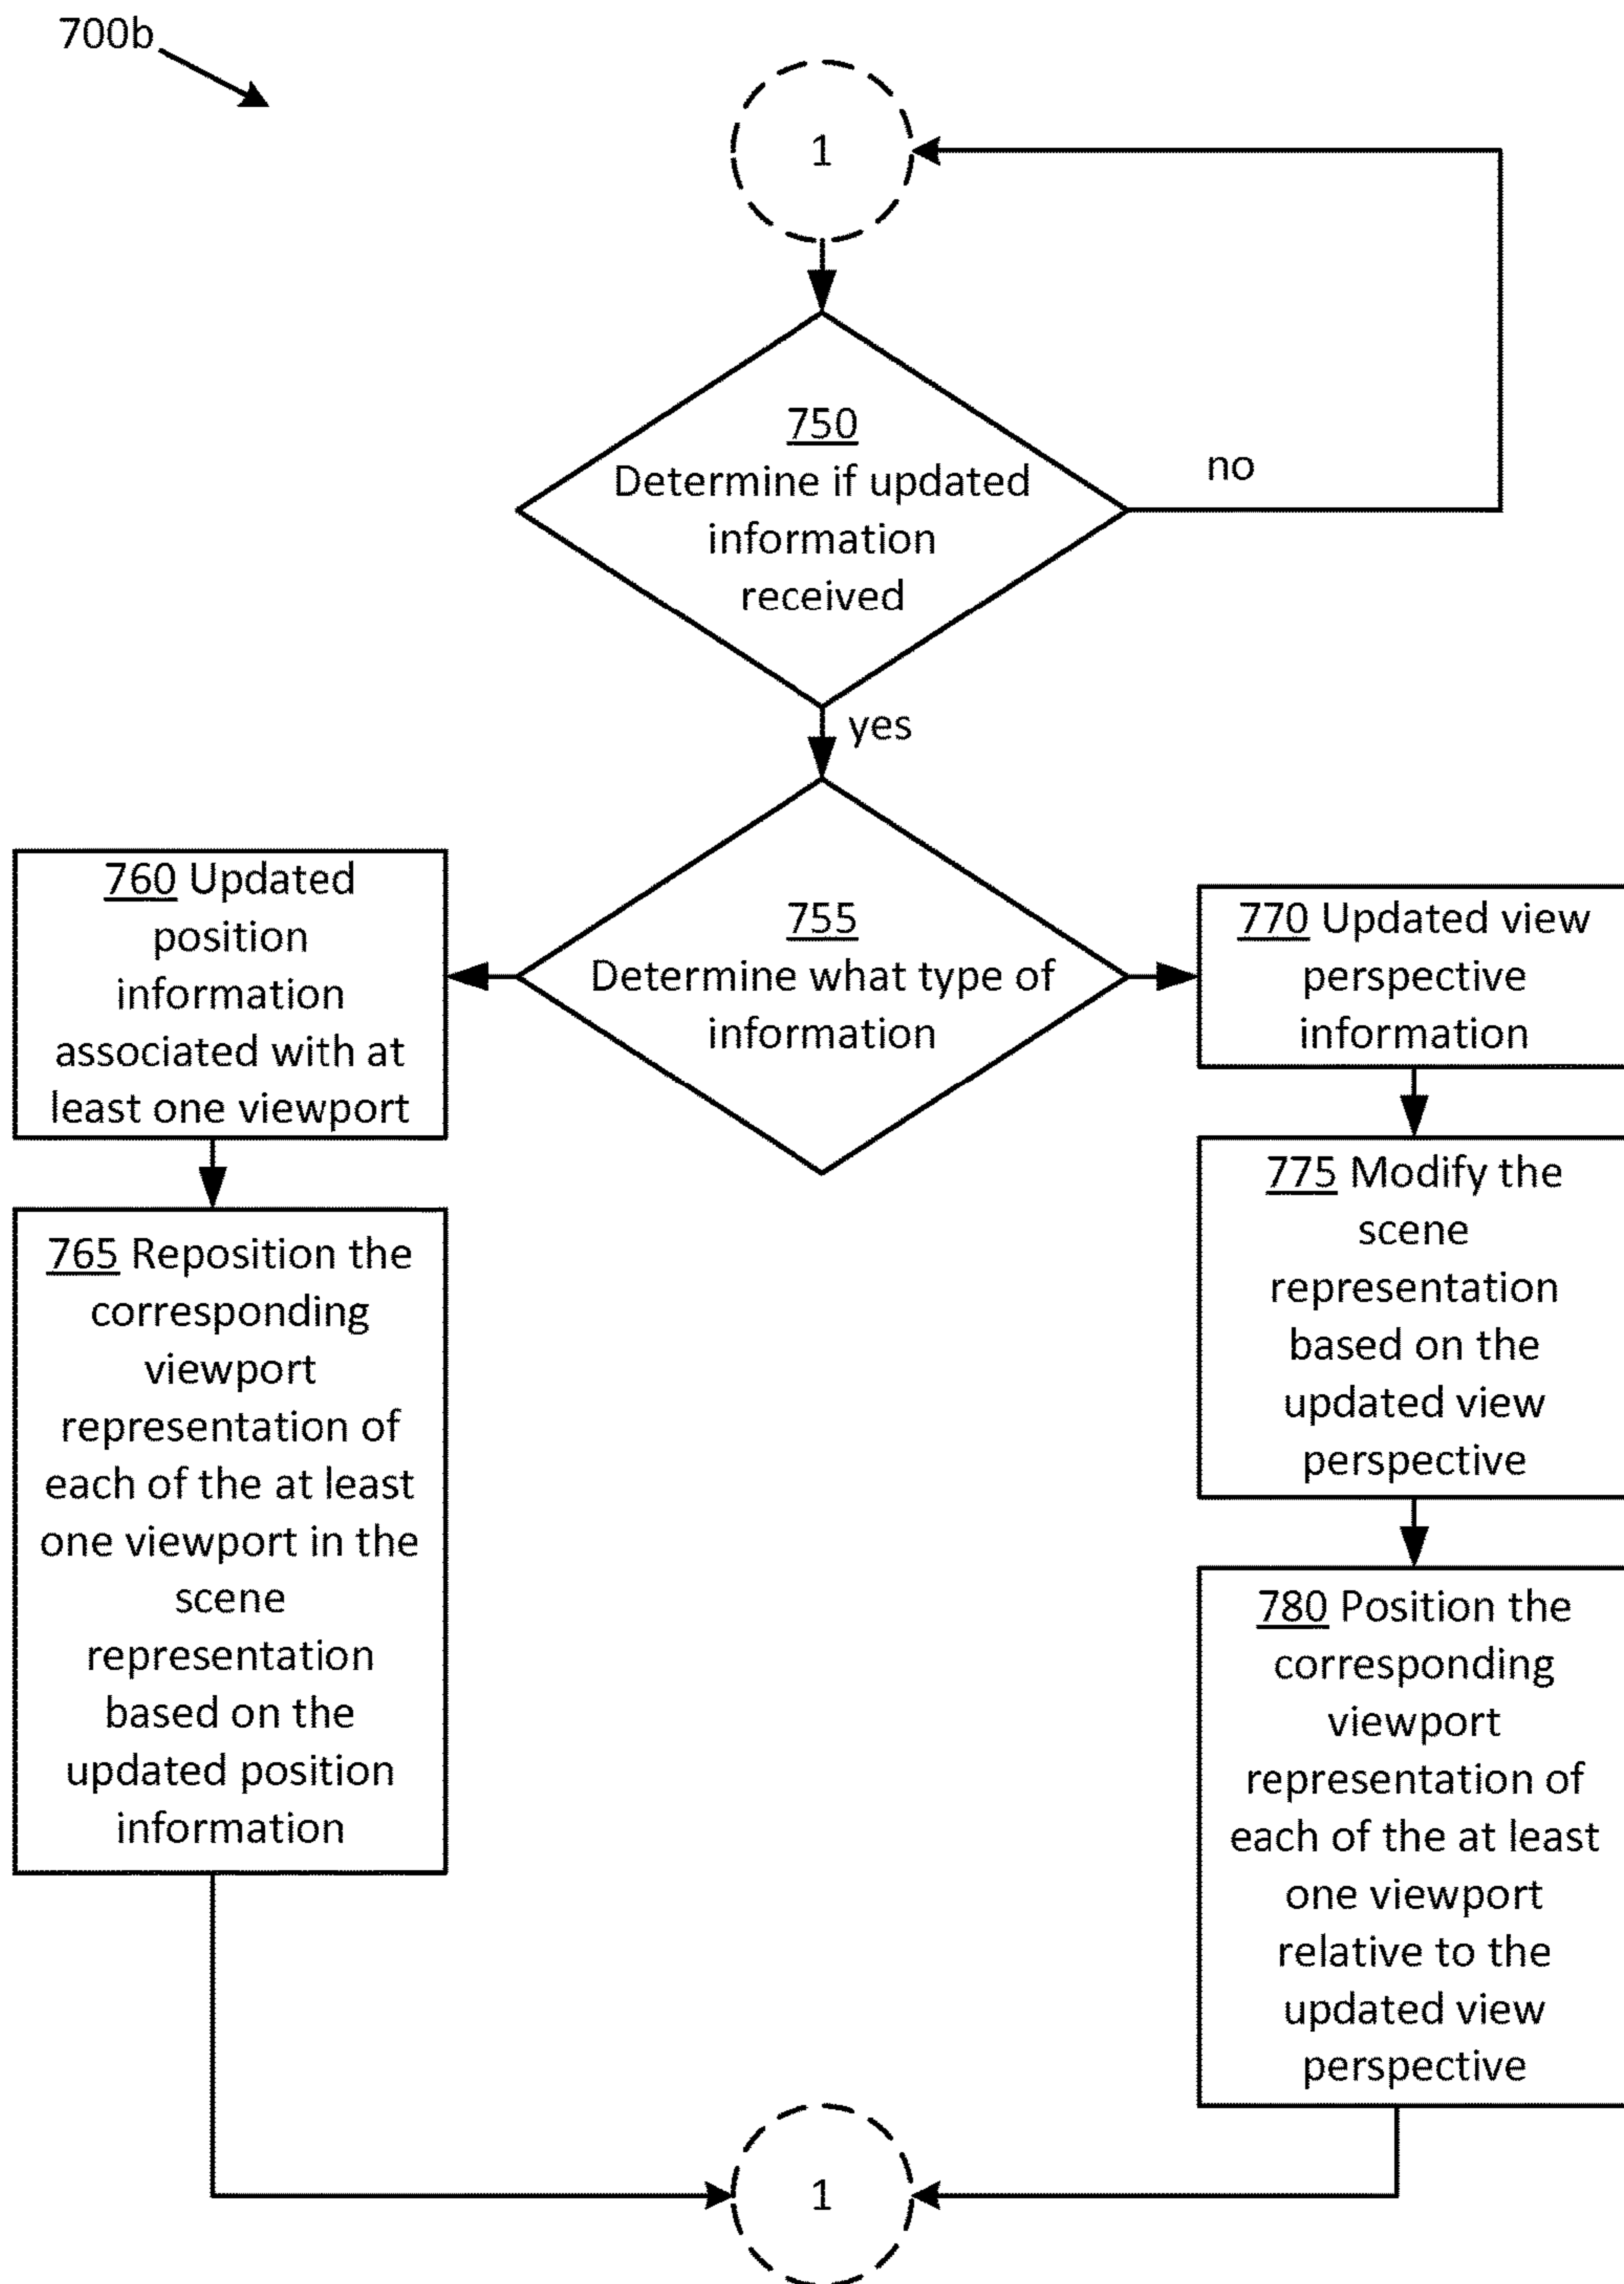 700b
1
750
Determine if updated
information
received
no
yes
755
Determine what type of
information
760 Updated
position
information
associated with at
least one viewport
765 Reposition the
corresponding
viewport
representation of
each of the at least
one viewport in the
scene
representation
based on the
updated position
information
770 Updated view
perspective
information
775 Modify the
scene
representation
based on the
updated view
perspective
780 Position the
corresponding
viewport
representation of
each of the at least
one viewport
relative to the
updated view
perspective
1